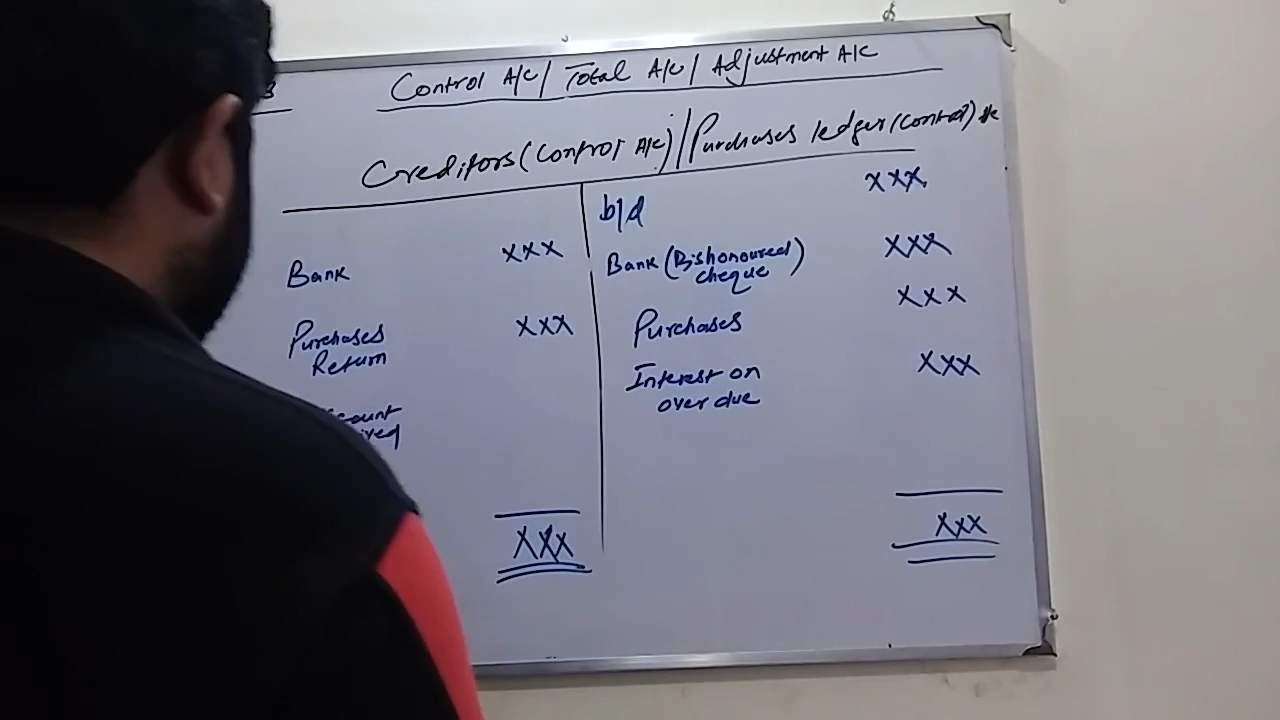 3
Control A/C / Total A/C / Adjustment A/C
Creditors (Control A/C) / Purchases ledger (Control) A/c
b/d XXX
Bank XXX
Bank (Dishonoured cheque) XXX
Purchases Return XXX
Purchases XXX
Interest on over due XXX
XXX
XXX